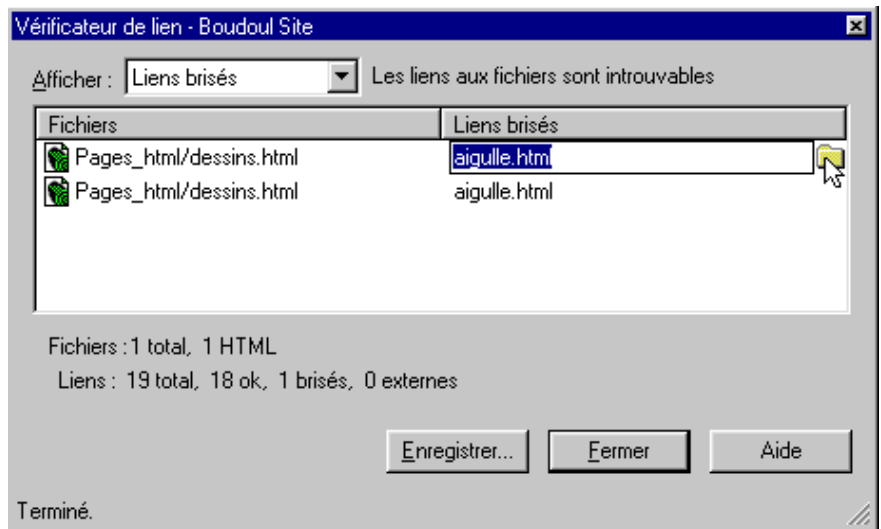 Vérificateur de lien - Boudoul Site
Afficher : Liens brisés Les liens aux fichiers sont introuvables
Fichiers Liens brisés
Pages_html/dessins.html aigulle.html
Pages_html/dessins.html aigulle.html
Fichiers :1 total, 1 HTML
Liens : 19 total, 18 ok, 1 brisés, 0 externes
Enregistrer... Fermer Aide
Terminé.